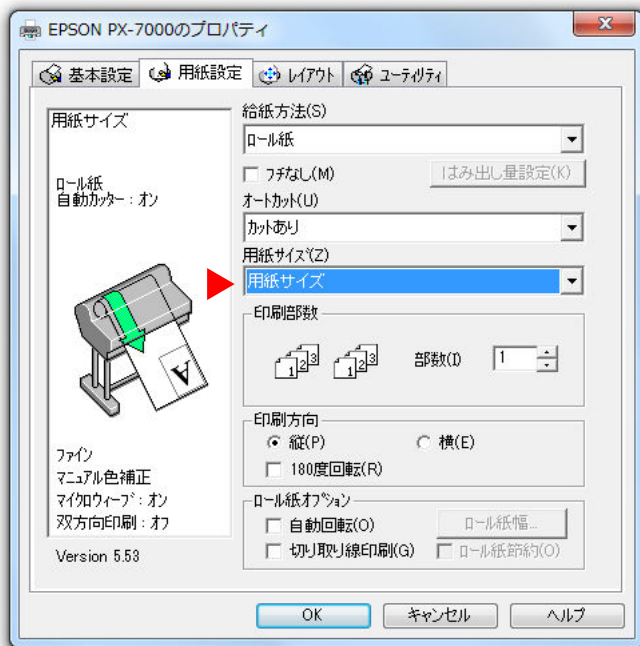 EPSON PX-7000のプロパティ
基本設定 用紙設定 レイアウト ユーティリティ
用紙サイズ
ロール紙
自動カッター：オン
A
ファイン
マニュアル色補正
マイクロウィーブ：オン
双方向印刷：オフ
Version 5.53
給紙方法(S)
ロール紙
フチなし(M) はみ出し量設定(K)
オートカット(U)
カットあり
用紙サイズ(Z)
用紙サイズ
印刷部数
1 2 3 1 2 3 部数(I) 1
印刷方向
縦(P) 横(E)
180度回転(R)
ロール紙オプション
自動回転(O) ロール紙幅...
切り取り線印刷(G) ロール紙節約(O)
OK キャンセル ヘルプ